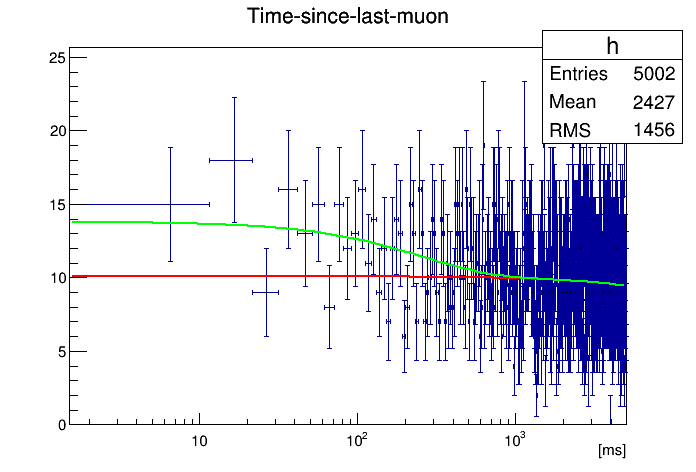 Time-since-last-muon
h
Entries 5002
Mean 2427
RMS 1456
25
20
15
10
5
0
10 10² 10³
[ms]